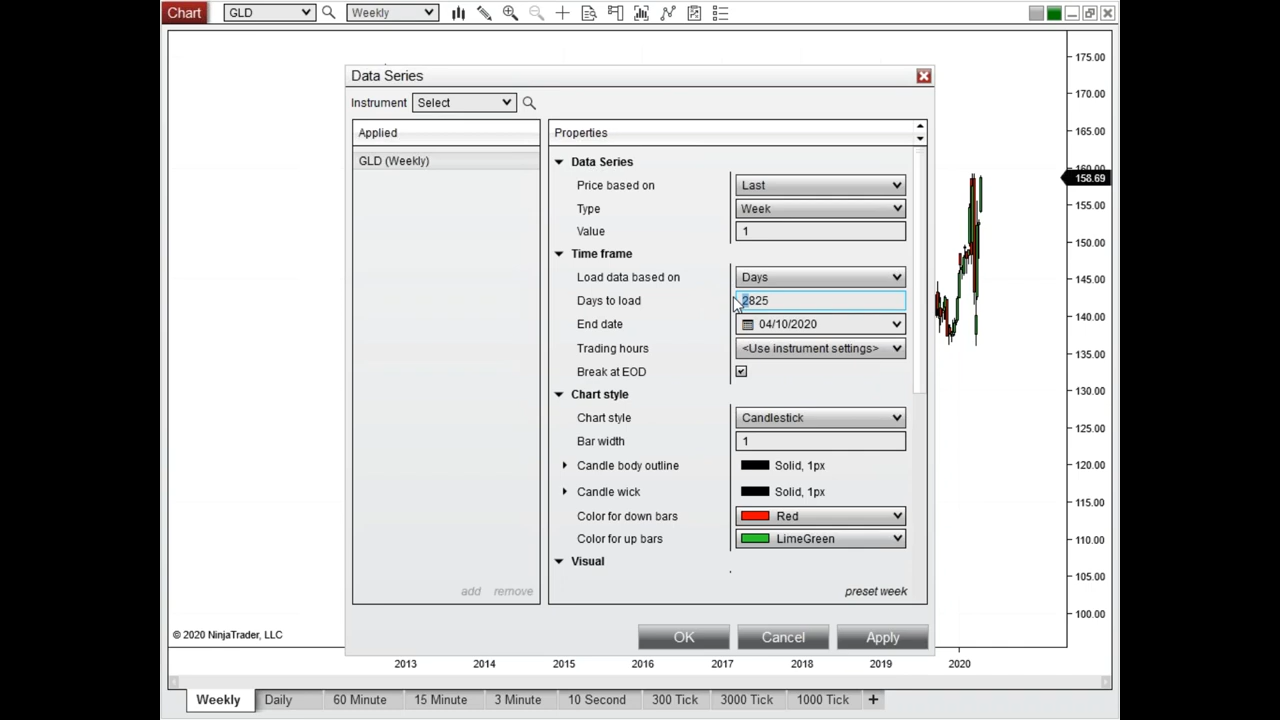 Chart GLD Weekly
Data Series
Instrument Select
Applied
GLD (Weekly)
add remove
Properties
Data Series
Price based on Last
Type Week
Value 1
Time frame
Load data based on Days
Days to load 2825
End date 04/10/2020
Trading hours <Use instrument settings>
Break at EOD
Chart style
Chart style Candlestick
Bar width 1
Candle body outline Solid, 1px
Candle wick Solid, 1px
Color for down bars Red
Color for up bars LimeGreen
Visual
preset week
OK Cancel Apply
175.00
170.00
165.00
160.00
158.69
155.00
150.00
145.00
140.00
135.00
130.00
125.00
120.00
115.00
110.00
105.00
100.00
© 2020 NinjaTrader, LLC
2013 2014 2015 2016 2017 2018 2019 2020
Weekly Daily 60 Minute 15 Minute 3 Minute 10 Second 300 Tick 3000 Tick 1000 Tick +